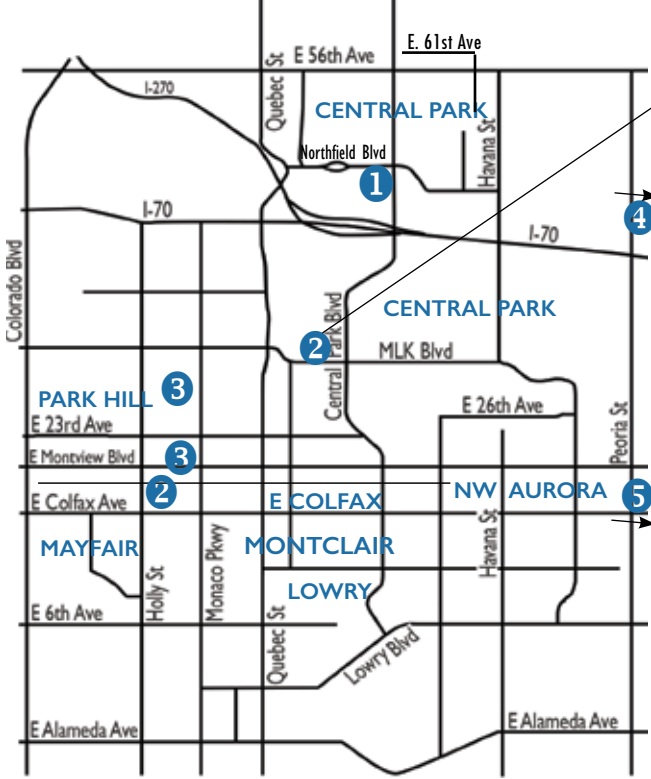 E. 61st Ave
E 56th Ave
Quebec St
I-270
CENTRAL PARK
Havana St
Northfield Blvd
1
4
I-70
I-70
Colorado Blvd
CENTRAL PARK
Central Park Blvd
2
MLK Blvd
3
PARK HILL
E 26th Ave
Peoria St
E 23rd Ave
E Montview Blvd
3
2
NW AURORA
5
E Colfax Ave
E COLFAX
Havana St
MAYFAIR
MONTCLAIR
Holly St
Monaco Pkwy
LOWRY
E 6th Ave
Quebec St
Lowry Blvd
E Alameda Ave
E Alameda Ave